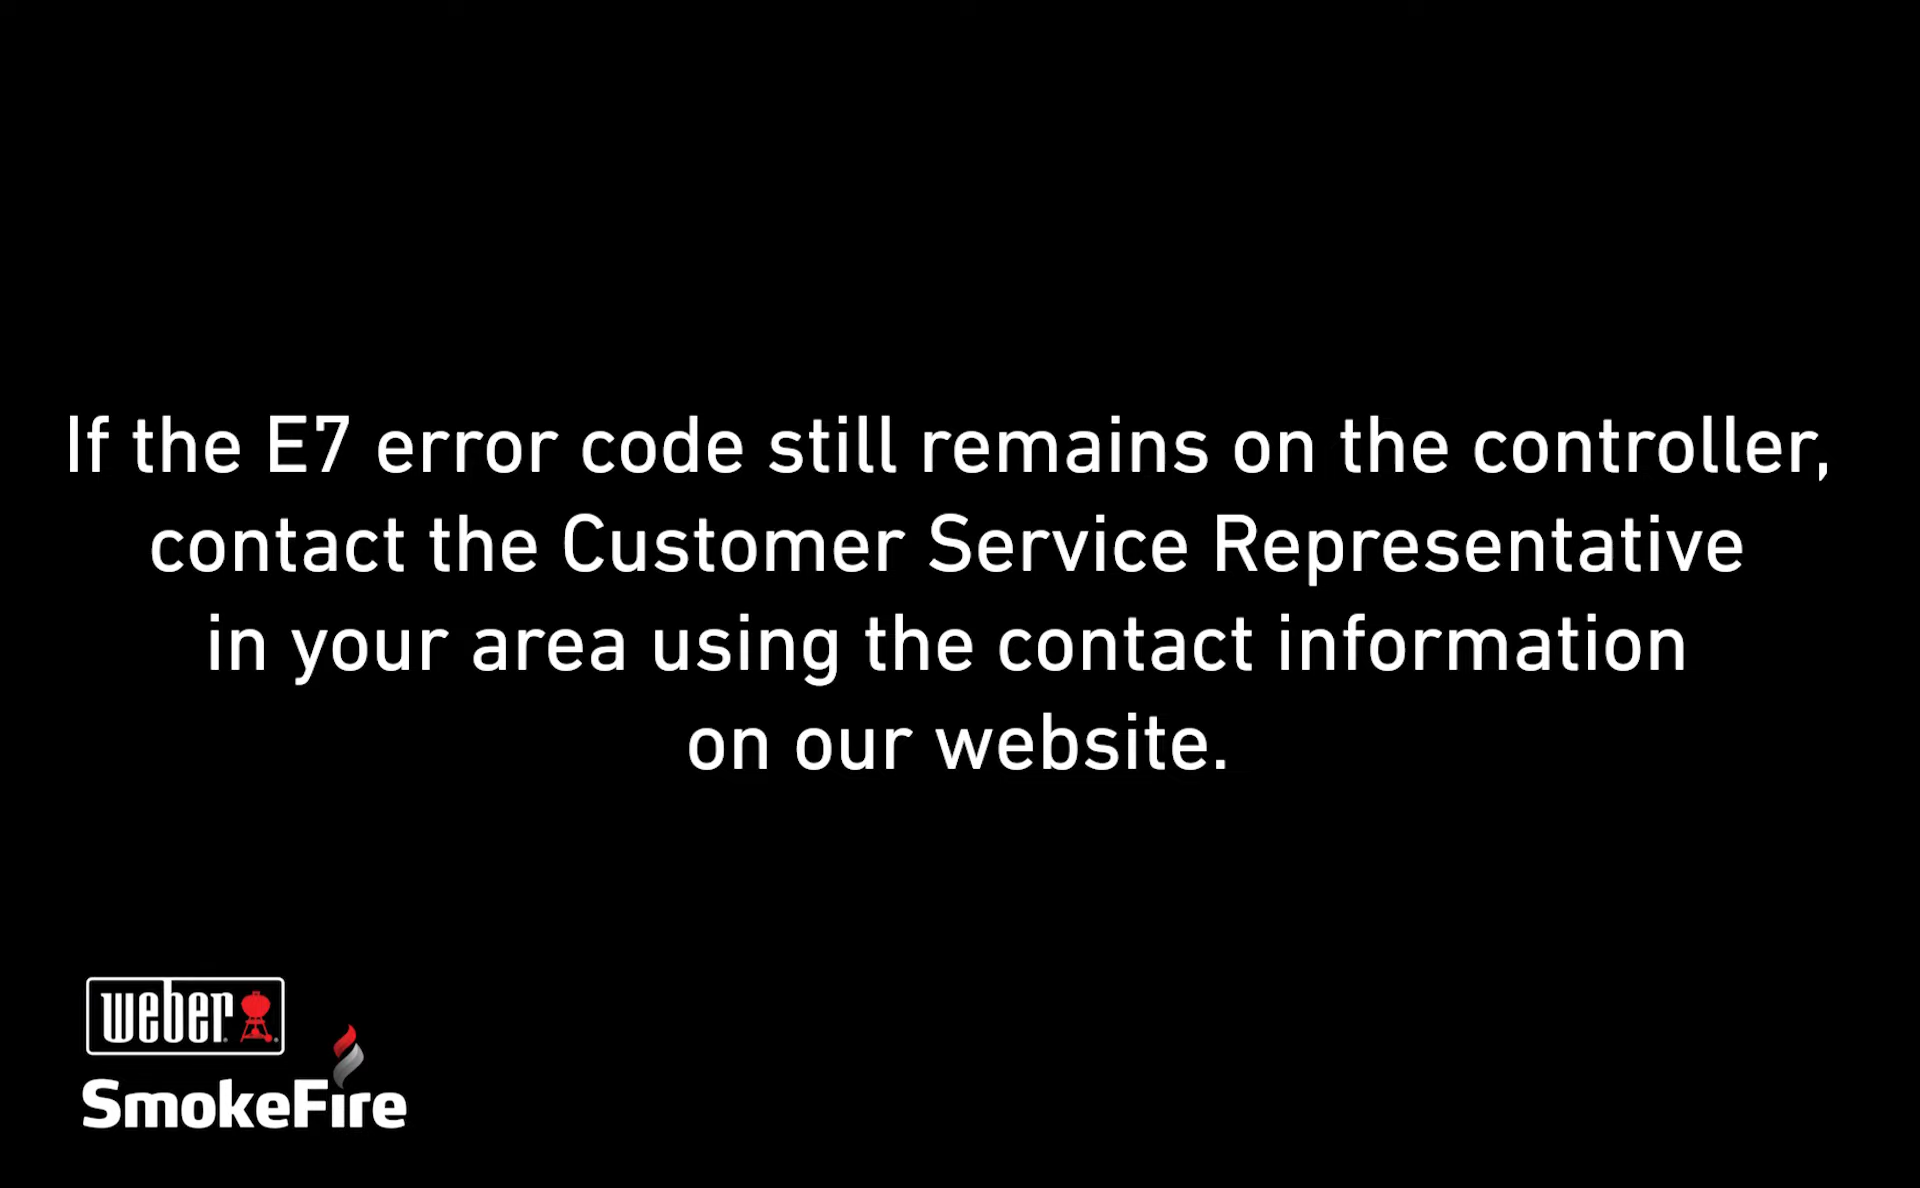 If the E7 error code still remains on the controller,
contact the Customer Service Representative
in your area using the contact information
on our website.
weber
SmokeFire